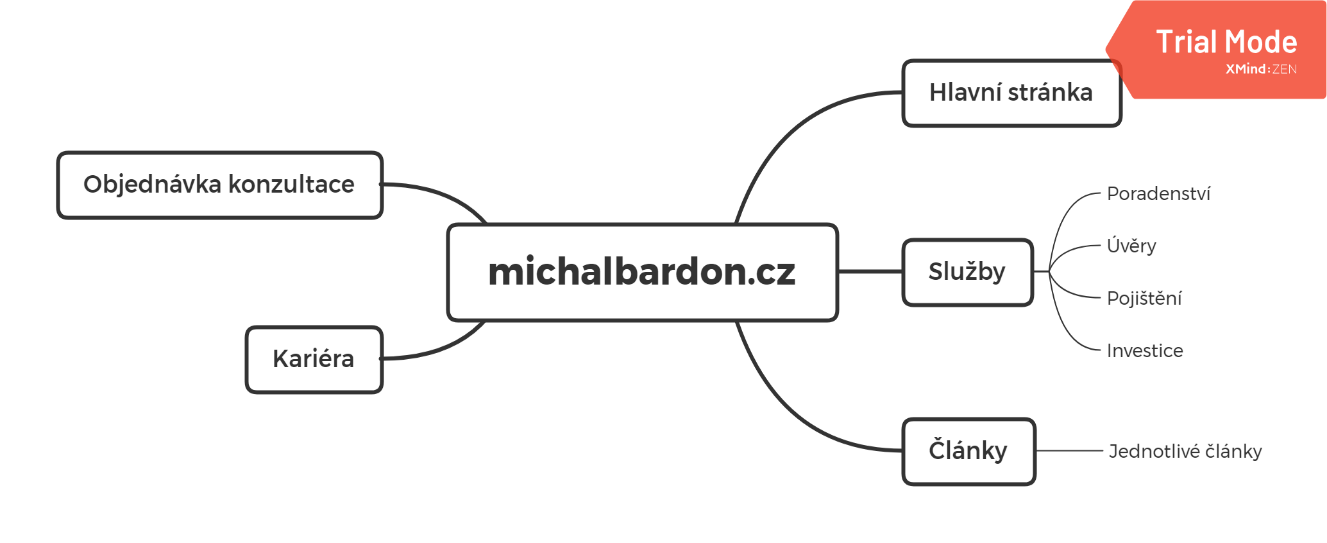 Trial Mode
XMind:ZEN
Hlavní stránka
Objednávka konzultace
Poradenství
Úvěry
michalbardon.cz
Služby
Pojištění
Kariéra
Investice
Články
Jednotlivé články